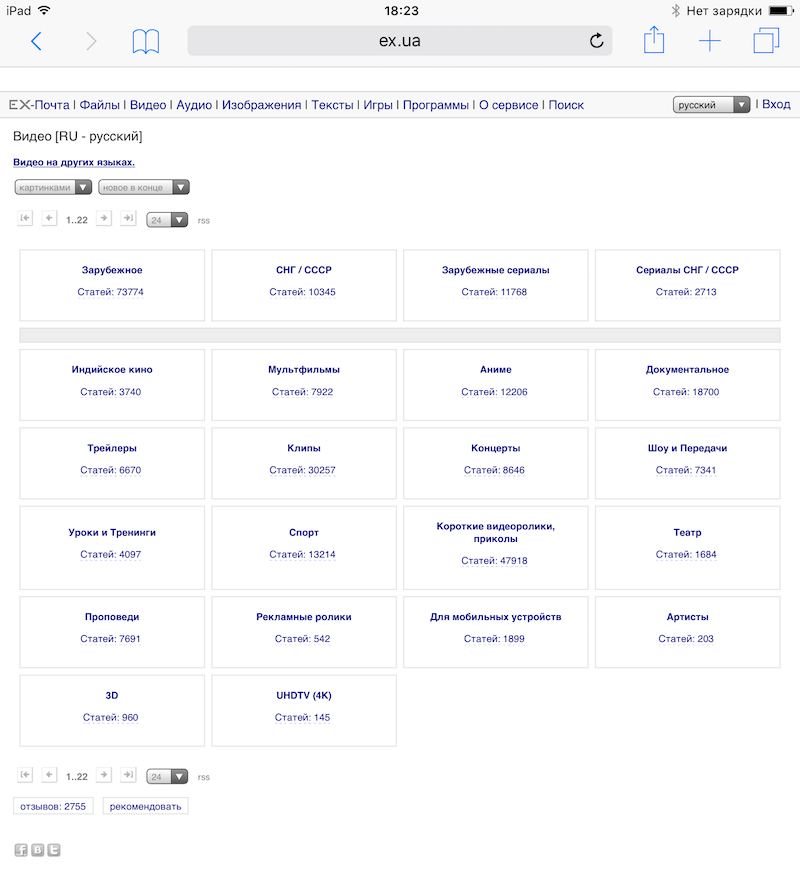 iPad 18:23 Нет зарядки
ex.ua
EX-Почта | Файлы | Видео | Аудио | Изображения | Тексты | Игры | Программы | О сервисе | Поиск русский | Вход
Видео [RU - русский]
Видео на других языках.
картинками новое в конце
1..22 24 rss
Зарубежное СНГ / СССР Зарубежные сериалы Сериалы СНГ / СССР
Статей: 73774 Статей: 10345 Статей: 11768 Статей: 2713
Индийское кино Мультфильмы Аниме Документальное
Статей: 3740 Статей: 7922 Статей: 12206 Статей: 18700
Трейлеры Клипы Концерты Шоу и Передачи
Статей: 6670 Статей: 30257 Статей: 8646 Статей: 7341
Уроки и Тренинги Спорт Короткие видеоролики, приколы Театр
Статей: 4097 Статей: 13214 Статей: 47918 Статей: 1684
Проповеди Рекламные ролики Для мобильных устройств Артисты
Статей: 7691 Статей: 542 Статей: 1899 Статей: 203
3D UHDTV (4K)
Статей: 960 Статей: 145
1..22 24 rss
отзывов: 2755 рекомендовать